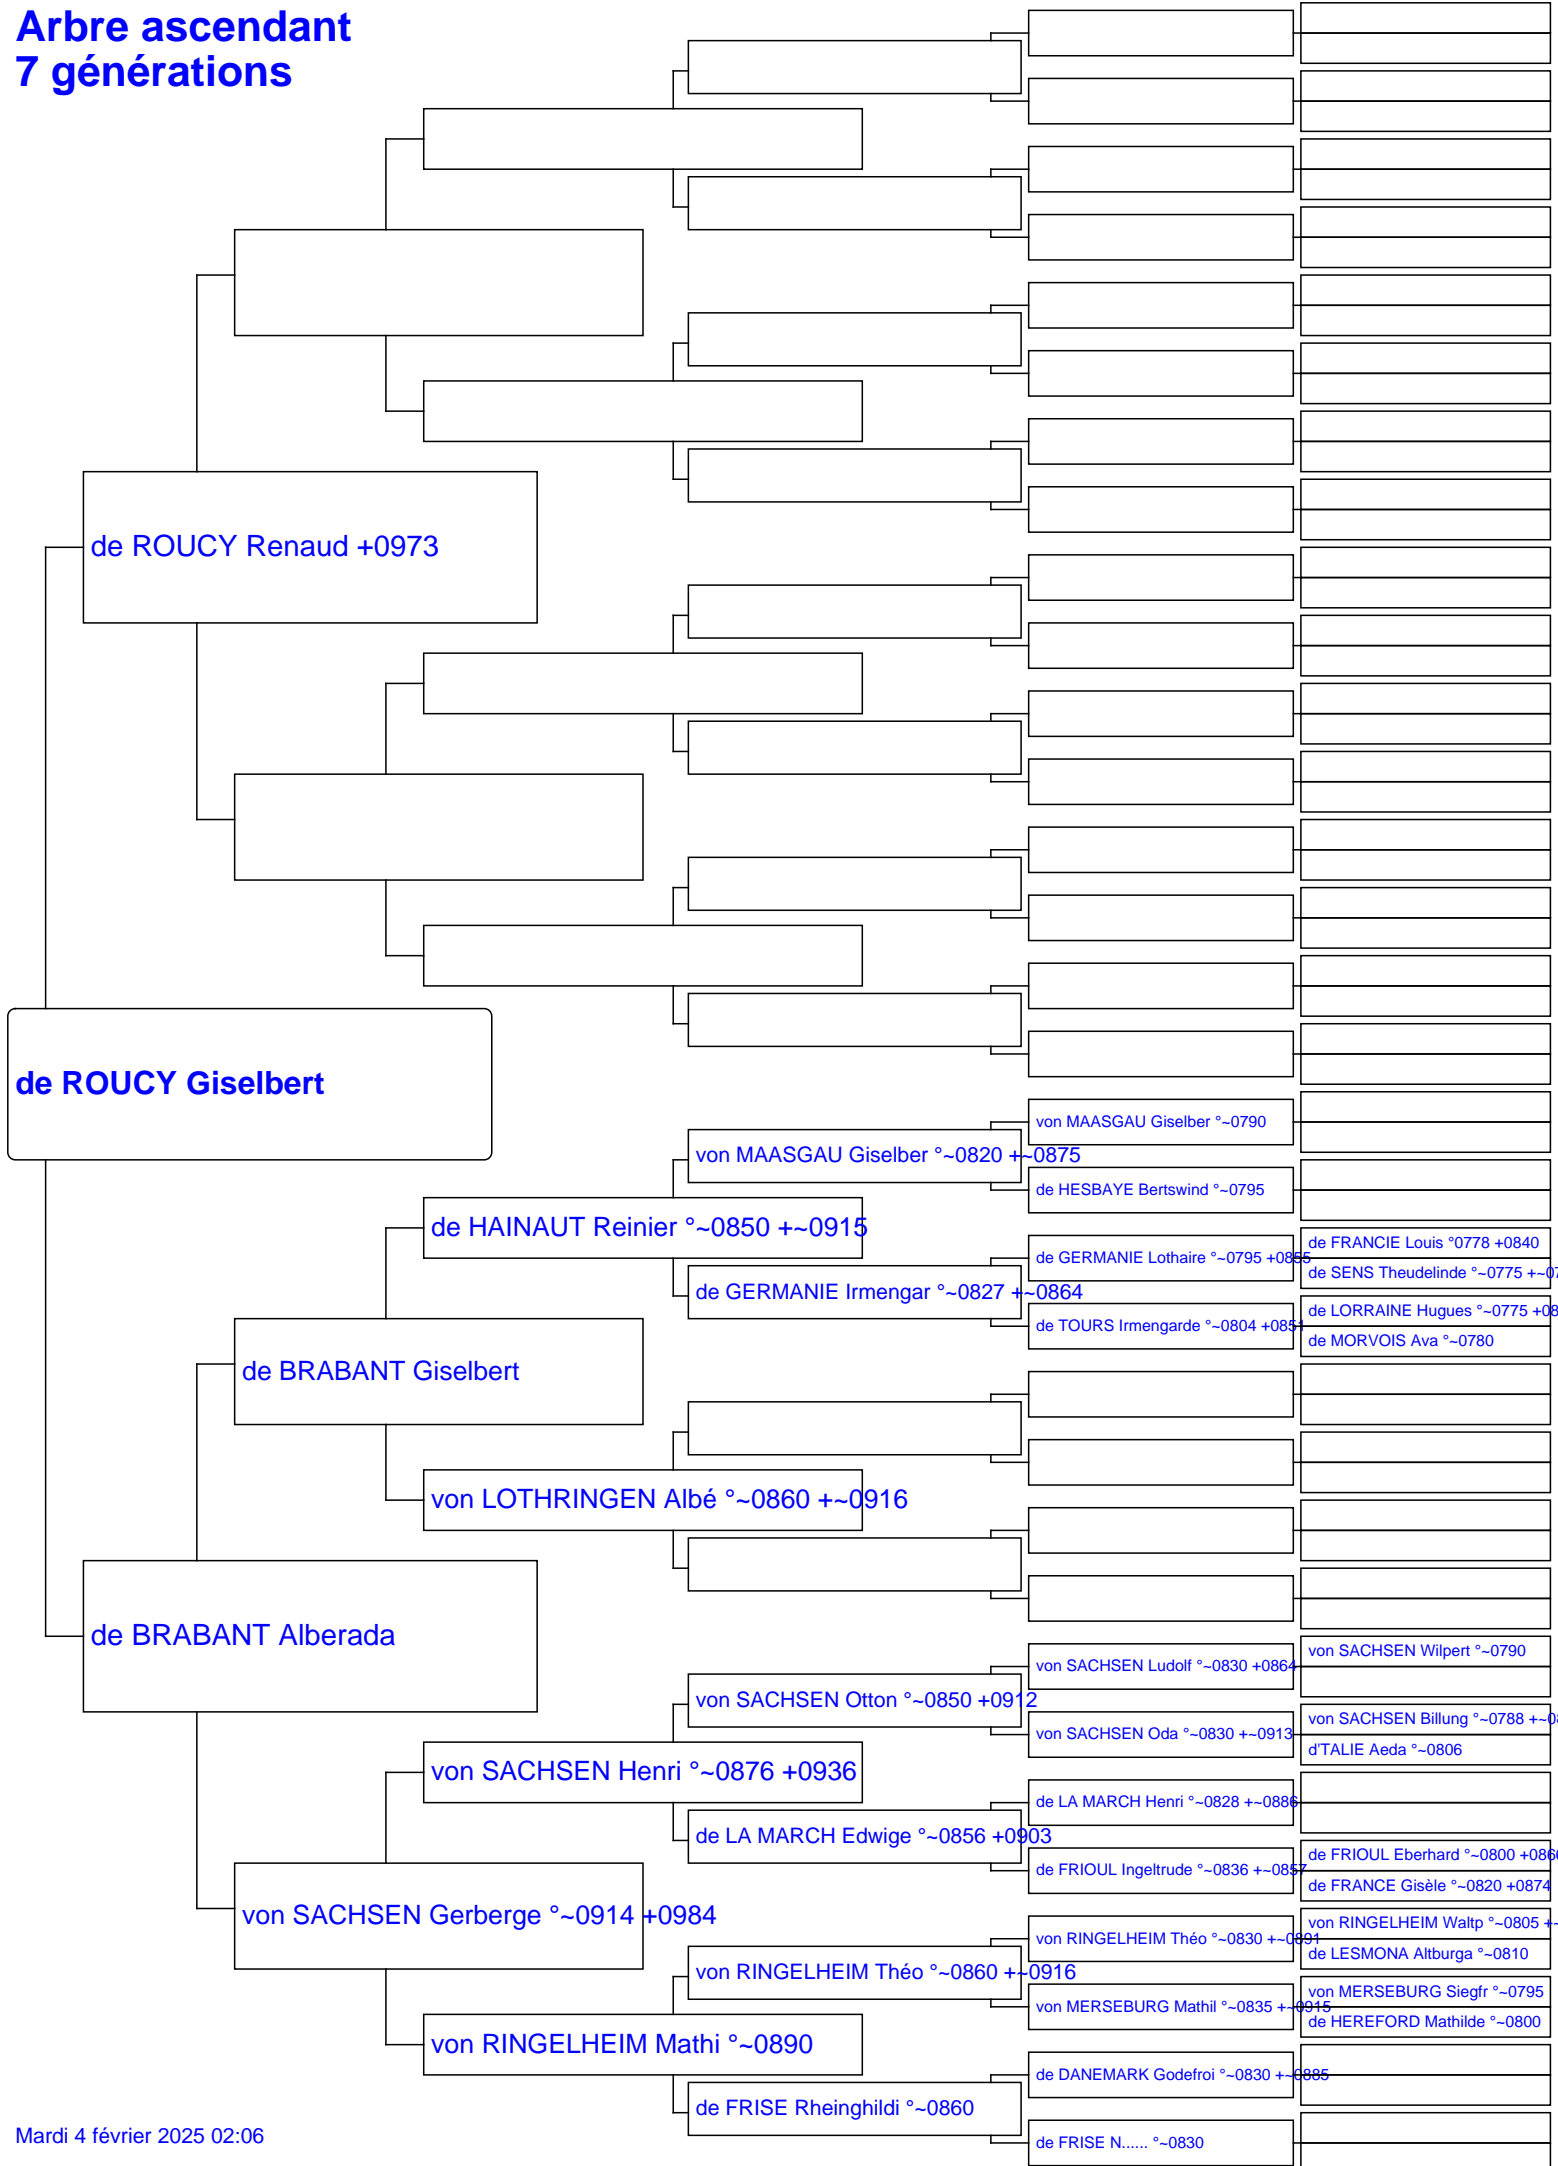 Arbre ascendant
7 générations
de ROUCY Renaud +0973
de ROUCY Giselbert
von MAASGAU Giselber °~0790
von MAASGAU Giselber °~0820 +~0875
de HESBAYE Bertswind °~0795
de HAINAUT Reinier °~0850 +~0915
de FRANCIE Louis °0778 +0840
de GERMANIE Lothaire °~0795 +0855
de SENS Theudelinde °~0775 +~07
de GERMANIE Irmengar °~0827 +~0864
de LORRAINE Hugues °~0775 +08
de TOURS Irmengarde °~0804 +0851
de MORVOIS Ava °~0780
de BRABANT Giselbert
von LOTHRINGEN Albé °~0860 +~0916
de BRABANT Alberada
von SACHSEN Wilpert °~0790
von SACHSEN Ludolf °~0830 +0864
von SACHSEN Otton °~0850 +0912
von SACHSEN Billung °~0788 +~08
von SACHSEN Oda °~0830 +~0913
d'TALIE Aeda °~0806
von SACHSEN Henri °~0876 +0936
de LA MARCH Henri °~0828 +~0886
de LA MARCH Edwige °~0856 +0903
de FRIOUL Eberhard °~0800 +0866
de FRIOUL Ingeltrude °~0836 +~0857
de FRANCE Gisèle °~0820 +0874
von SACHSEN Gerberge °~0914 +0984
von RINGELHEIM Waltp °~0805 +~
von RINGELHEIM Théo °~0830 +~0891
de LESMONA Altburga °~0810
von RINGELHEIM Théo °~0860 +~0916
von MERSEBURG Siegfr °~0795
von MERSEBURG Mathil °~0835 +~0915
de HEREFORD Mathilde °~0800
von RINGELHEIM Mathi °~0890
de DANEMARK Godefroi °~0830 +~0885
de FRISE Rheinghildi °~0860
de FRISE N...... °~0830
Mardi 4 février 2025 02:06